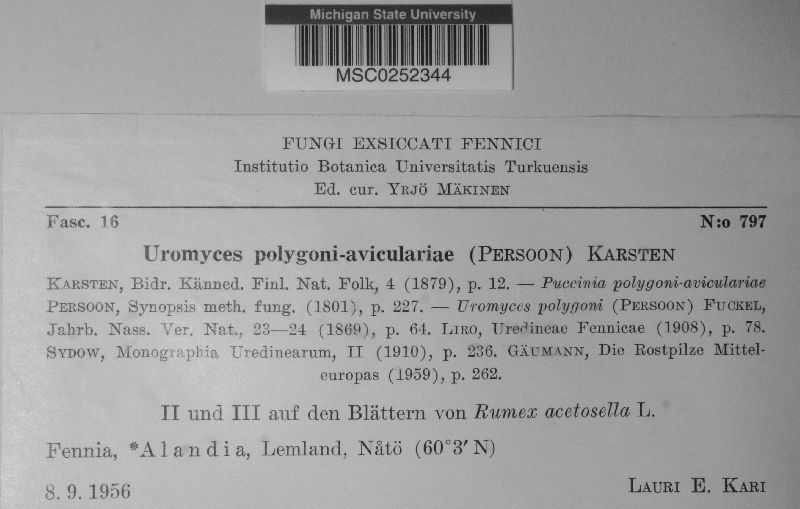 Michigan State University
MSC0252344
FUNGI EXSICCATI FENNICI
Institutio Botanica Universitatis Turkuensis
Ed. cur. YRJÖ MÄKINEN
Fasc. 16 N:o 797
Uromyces polygoni-aviculariae (PERSOON) KARSTEN
KARSTEN, Bidr. Känned. Finl. Nat. Folk, 4 (1879), p. 12. — Puccinia polygoni-aviculariae
PERSOON, Synopsis meth. fung. (1801), p. 227. — Uromyces polygoni (PERSOON) FUCKEL,
Jahrb. Nass. Ver. Nat., 23—24 (1869), p. 64. LIRO, Uredineae Fennicae (1908), p. 78.
SYDOW, Monographia Uredinearum, II (1910), p. 236. GÄUMANN, Die Rostpilze Mittel-
europas (1959), p. 262.
II und III auf den Blättern von Rumex acetosella L.
Fennia, *Alandia, Lemland, Nåtö (60°3′ N)
8. 9. 1956 LAURI E. KARI